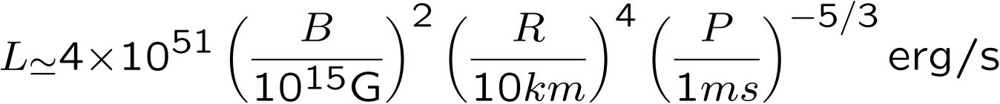 L≃4×10^51 (B/10^15G)^2 (R/10km)^4 (P/1ms)^−5/3 erg/s